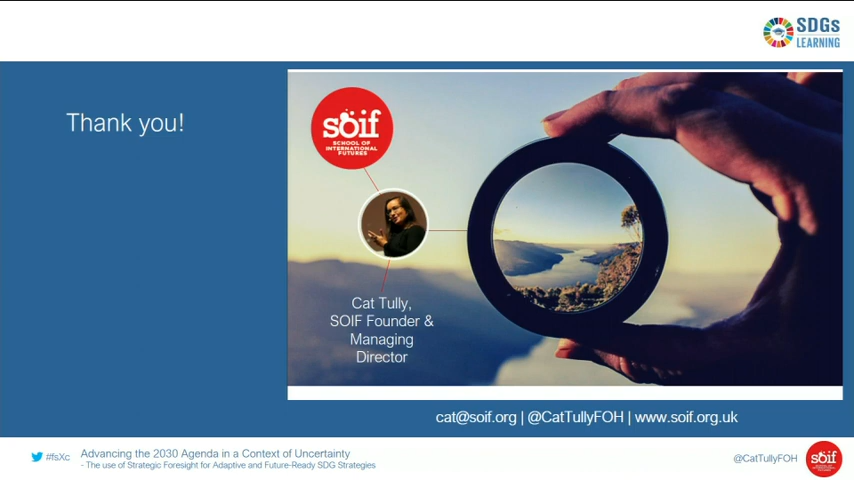 SDGs
LEARNING
Thank you!
soif
SCHOOL OF
INTERNATIONAL
FUTURES
Cat Tully,
SOIF Founder &
Managing
Director
cat@soif.org | @CatTullyFOH | www.soif.org.uk
#fsXc
Advancing the 2030 Agenda in a Context of Uncertainty
- The use of Strategic Foresight for Adaptive and Future-Ready SDG Strategies
@CatTullyFOH
soif